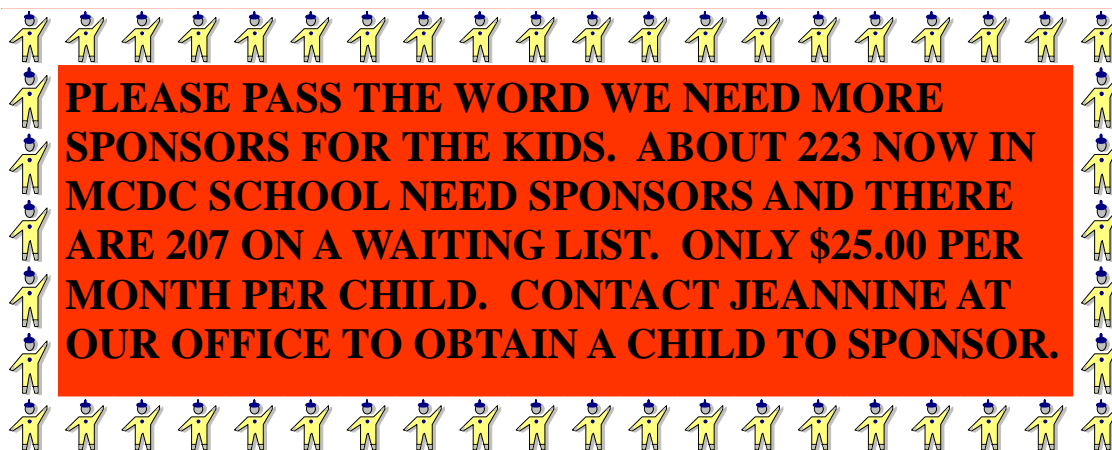 PLEASE PASS THE WORD WE NEED MORE
SPONSORS FOR THE KIDS.  ABOUT 223 NOW IN
MCDC SCHOOL NEED SPONSORS AND THERE
ARE 207 ON A WAITING LIST.  ONLY $25.00 PER
MONTH PER CHILD.  CONTACT JEANNINE AT
OUR OFFICE TO OBTAIN A CHILD TO SPONSOR.